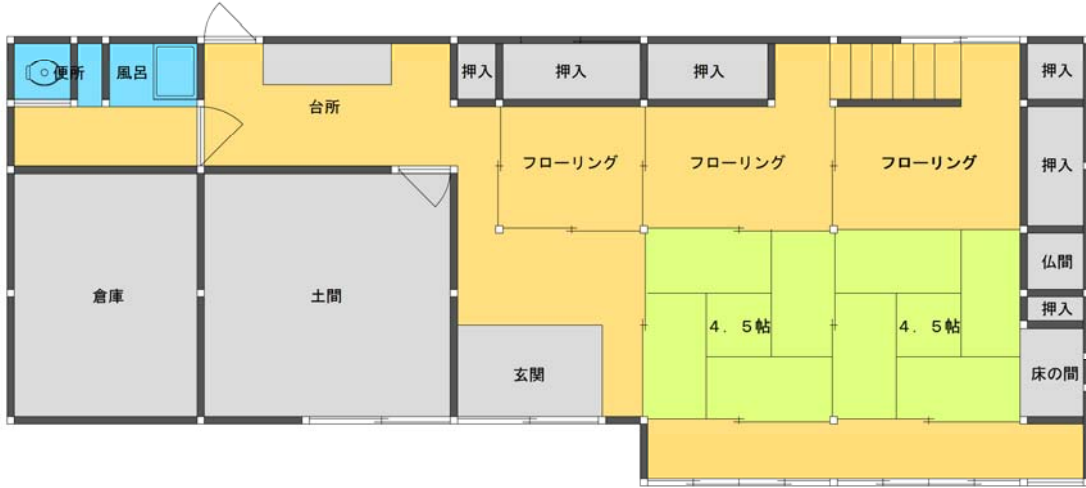 便所
風呂
押入
押入
押入
押入
台所
フローリング
フローリング
フローリング
押入
仏間
倉庫
土間
押入
4．5帖
4．5帖
玄関
床の間